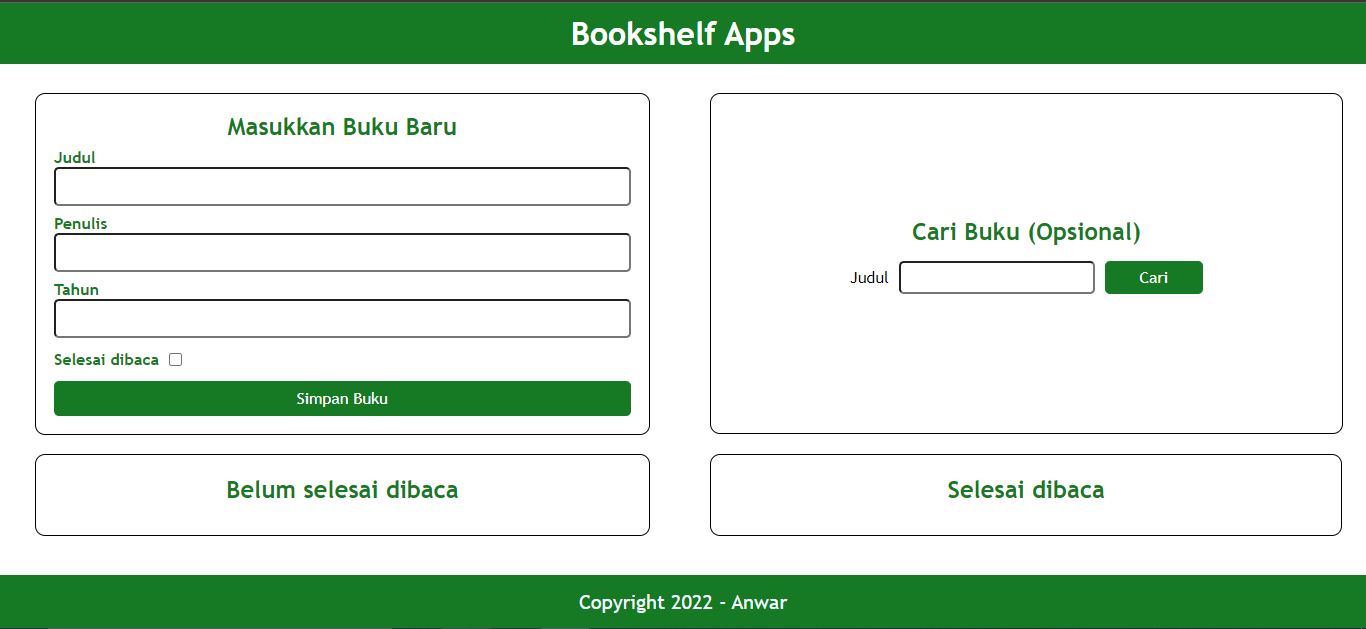 Bookshelf Apps
Masukkan Buku Baru
Judul
Penulis
Tahun
Selesai dibaca
Simpan Buku
Cari Buku (Opsional)
Judul Cari
Belum selesai dibaca
Selesai dibaca
Copyright 2022 - Anwar